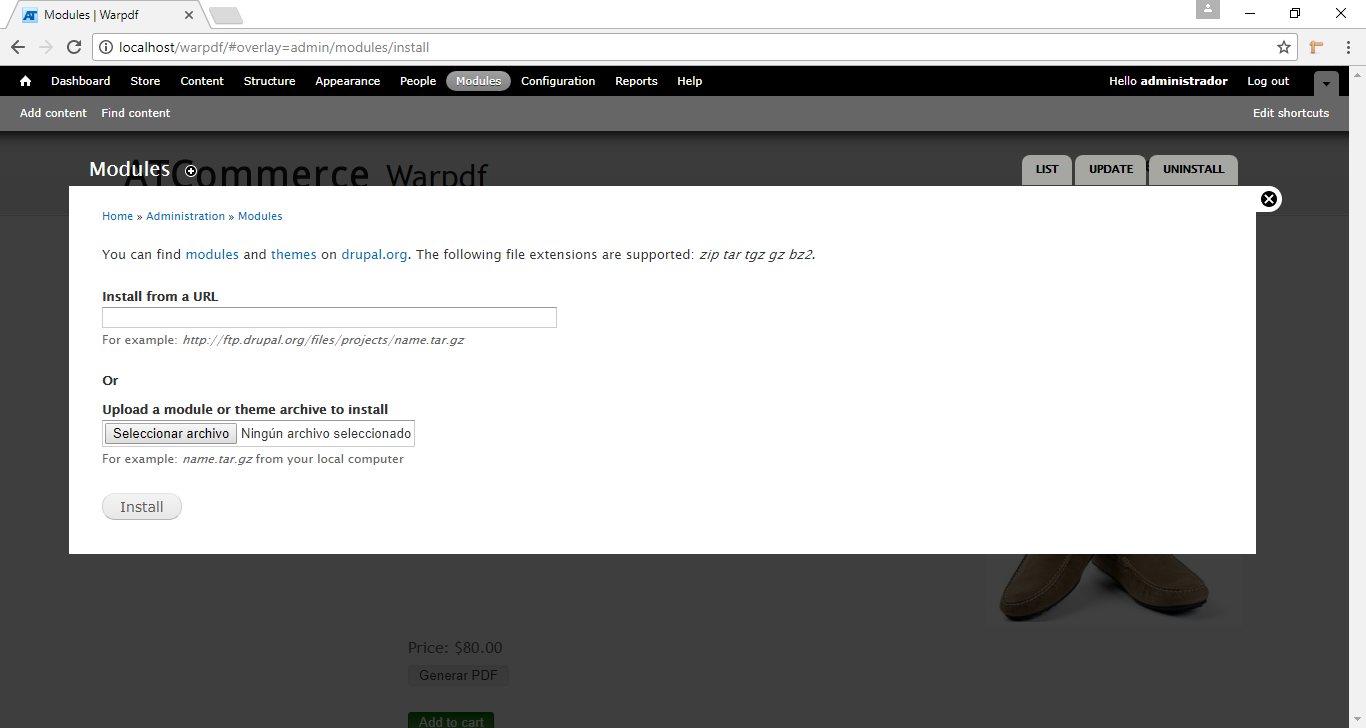 Modules | Warpdf
localhost/warpdf/#overlay=admin/modules/install
Dashboard Store Content Structure Appearance People Modules Configuration Reports Help Hello administrador Log out
Add content Find content Edit shortcuts
ATCommerce Warpdf
Modules LIST UPDATE UNINSTALL
Home » Administration » Modules
You can find modules and themes on drupal.org. The following file extensions are supported: zip tar tgz gz bz2.
Install from a URL
For example: http://ftp.drupal.org/files/projects/name.tar.gz
Or
Upload a module or theme archive to install
Seleccionar archivo Ningún archivo seleccionado
For example: name.tar.gz from your local computer
Install
Price: $80.00
Generar PDF
Add to cart